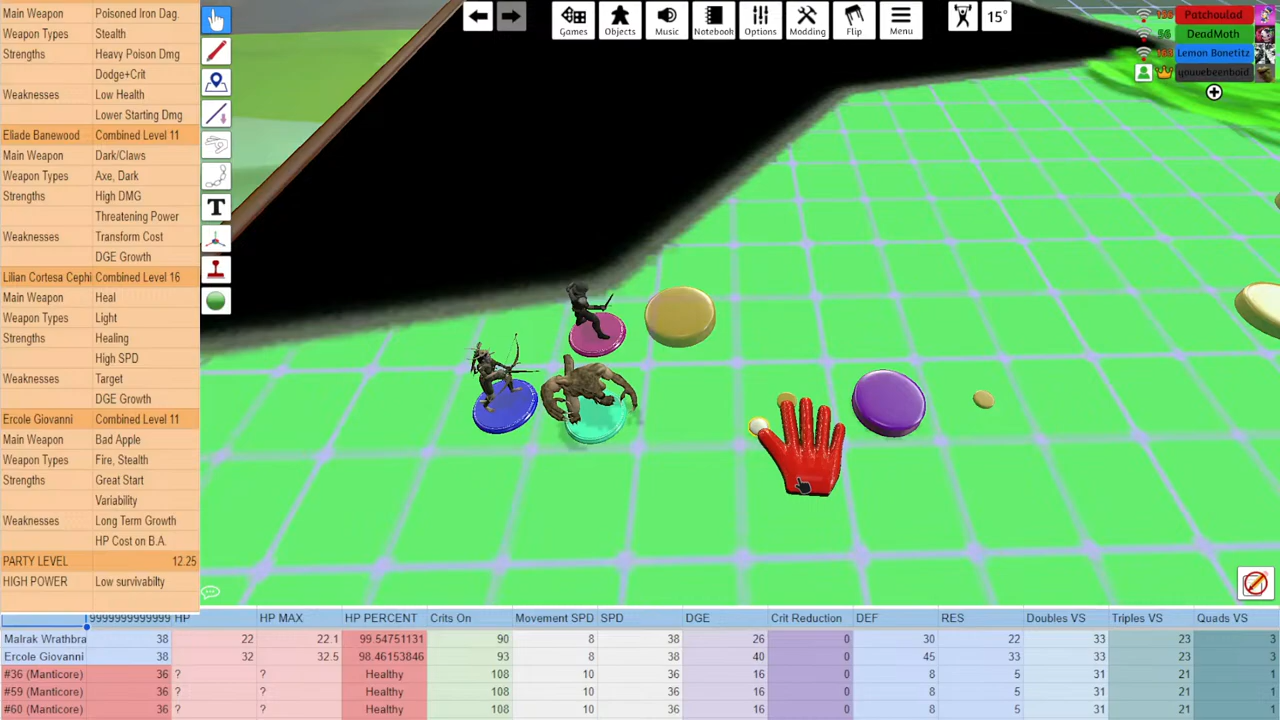 Main Weapon Poisoned Iron Dag.
Weapon Types Stealth
Strengths Heavy Poison Dmg
Dodge+Crit
Weaknesses Low Health
Lower Starting Dmg
Eliade Banewood Combined Level 11
Main Weapon Dark/Claws
Weapon Types Axe, Dark
Strengths High DMG
Threatening Power
Weaknesses Transform Cost
DGE Growth
Lilian Cortesa Cephi Combined Level 16
Main Weapon Heal
Weapon Types Light
Strengths Healing
High SPD
Weaknesses Target
DGE Growth
Ercole Giovanni Combined Level 11
Main Weapon Bad Apple
Weapon Types Fire, Stealth
Strengths Great Start
Variability
Weaknesses Long Term Growth
HP Cost on B.A.
PARTY LEVEL 12.25
HIGH POWER Low survivabilty
T
Games Objects Music Notebook Options Modding Flip Menu 15°
Patchoulad
56 DeadMoth
Lemon Bonetitz
youvebeenbaid
9999999999999 HP HP MAX HP PERCENT Crits On Movement SPD SPD DGE Crit Reduction DEF RES Doubles VS Triples VS Quads VS
Malrak Wrathbra 38 22 22.1 99.54751131 90 8 38 26 0 30 22 33 23 3
Ercole Giovanni 38 32 32.5 98.46153846 93 8 38 40 0 45 33 33 23 3
#36 (Manticore) 36 ? ? Healthy 108 10 36 16 0 8 5 31 21 1
#59 (Manticore) 36 ? ? Healthy 108 10 36 16 0 8 5 31 21 1
#60 (Manticore) 36 ? ? Healthy 108 10 36 16 0 8 5 31 21 1